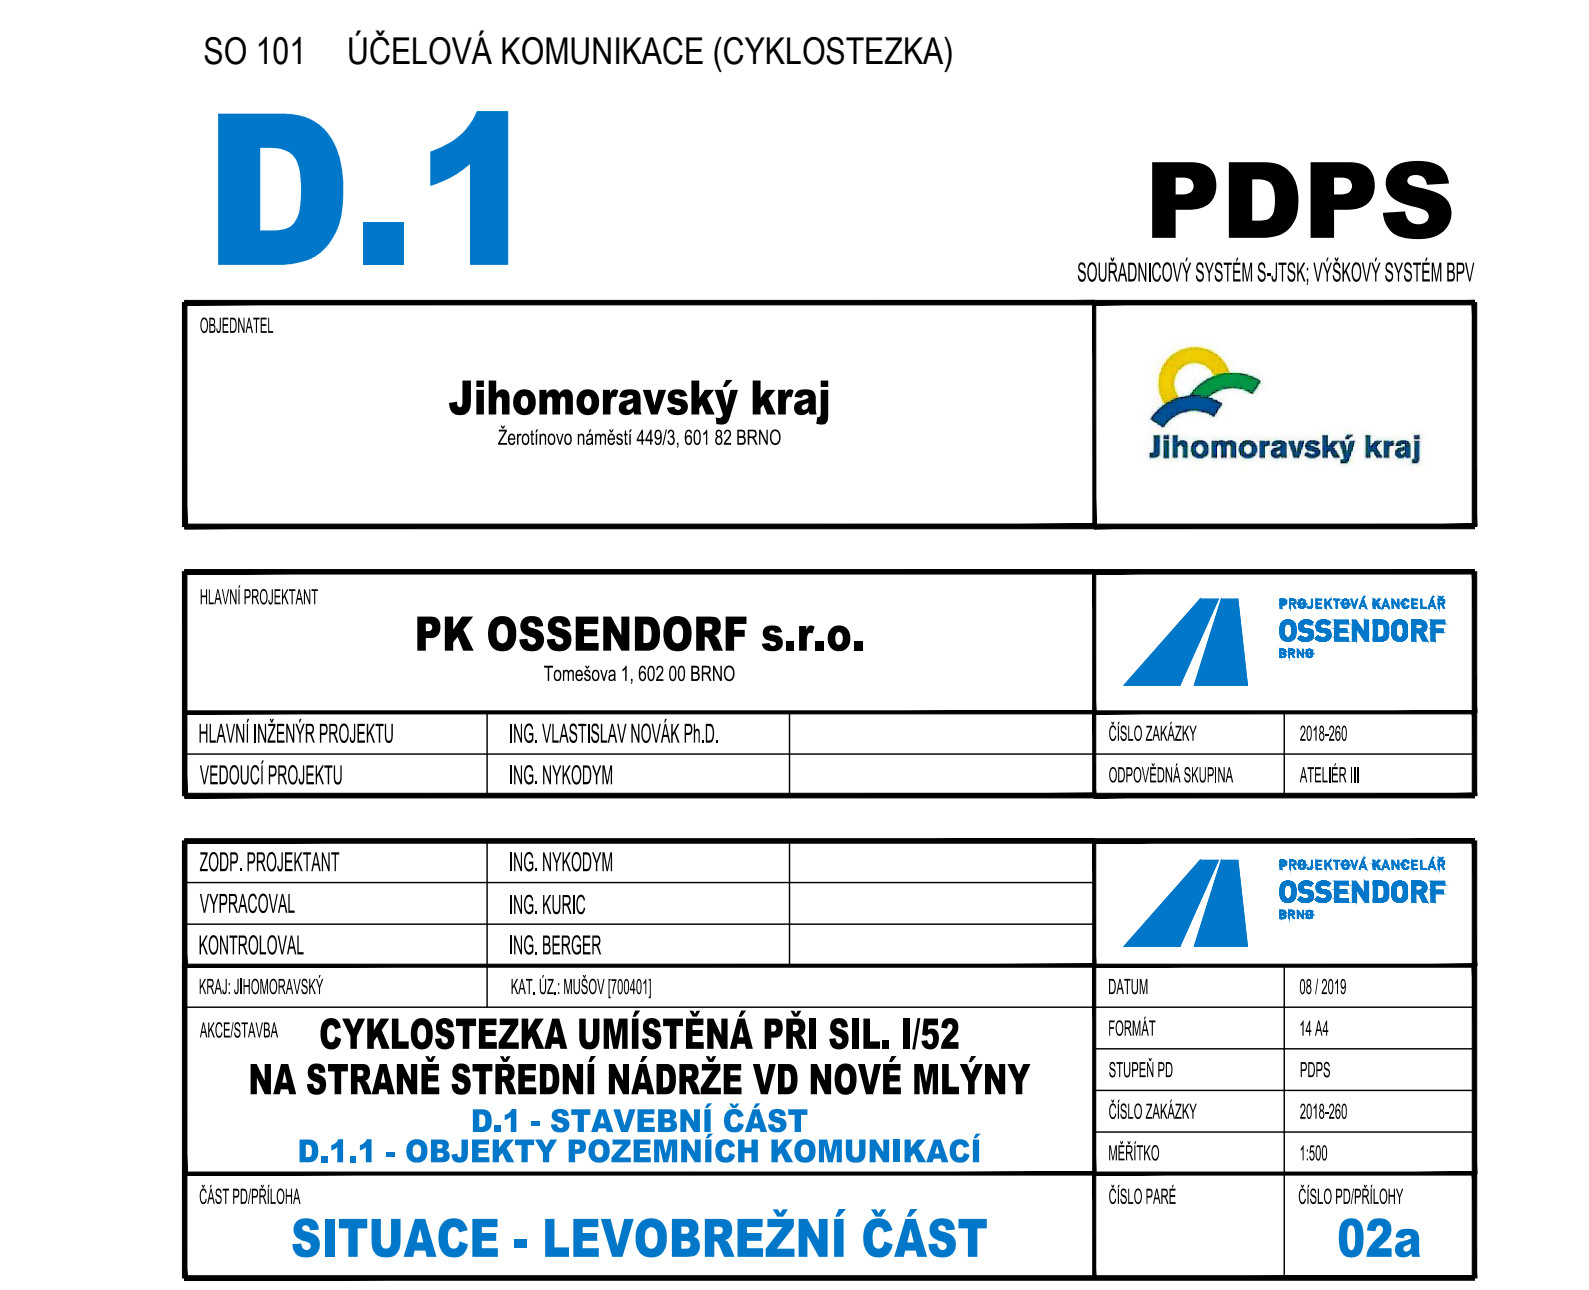 SO 101 ÚČELOVÁ KOMUNIKACE (CYKLOSTEZKA)
D.1
PDPS
SOUŘADNICOVÝ SYSTÉM S-JTSK; VÝŠKOVÝ SYSTÉM BPV
OBJEDNATEL
Jihomoravský kraj
Žerotínovo náměstí 449/3, 601 82 BRNO
Jihomoravský kraj
HLAVNÍ PROJEKTANT
PK OSSENDORF s.r.o.
Tomešova 1, 602 00 BRNO
PROJEKTOVÁ KANCELÁŘ
OSSENDORF
BRNO
HLAVNÍ INŽENÝR PROJEKTU ING. VLASTISLAV NOVÁK Ph.D. ČÍSLO ZAKÁZKY 2018-260
VEDOUCÍ PROJEKTU ING. NYKODYM ODPOVĚDNÁ SKUPINA ATELIÉR III
ZODP. PROJEKTANT ING. NYKODYM
VYPRACOVAL ING. KURIC
KONTROLOVAL ING. BERGER
PROJEKTOVÁ KANCELÁŘ
OSSENDORF
BRNO
KRAJ: JIHOMORAVSKÝ KAT. ÚZ.: MUŠOV [700401]
AKCE/STAVBA CYKLOSTEZKA UMÍSTĚNÁ PŘI SIL. I/52
NA STRANĚ STŘEDNÍ NÁDRŽE VD NOVÉ MLÝNY
D.1 - STAVEBNÍ ČÁST
D.1.1 - OBJEKTY POZEMNÍCH KOMUNIKACÍ
DATUM 08 / 2019
FORMÁT 14 A4
STUPEŇ PD PDPS
ČÍSLO ZAKÁZKY 2018-260
MĚŘÍTKO 1:500
ČÁST PD/PŘÍLOHA
SITUACE - LEVOBREŽNÍ ČÁST
ČÍSLO PARÉ
ČÍSLO PD/PŘÍLOHY
02a